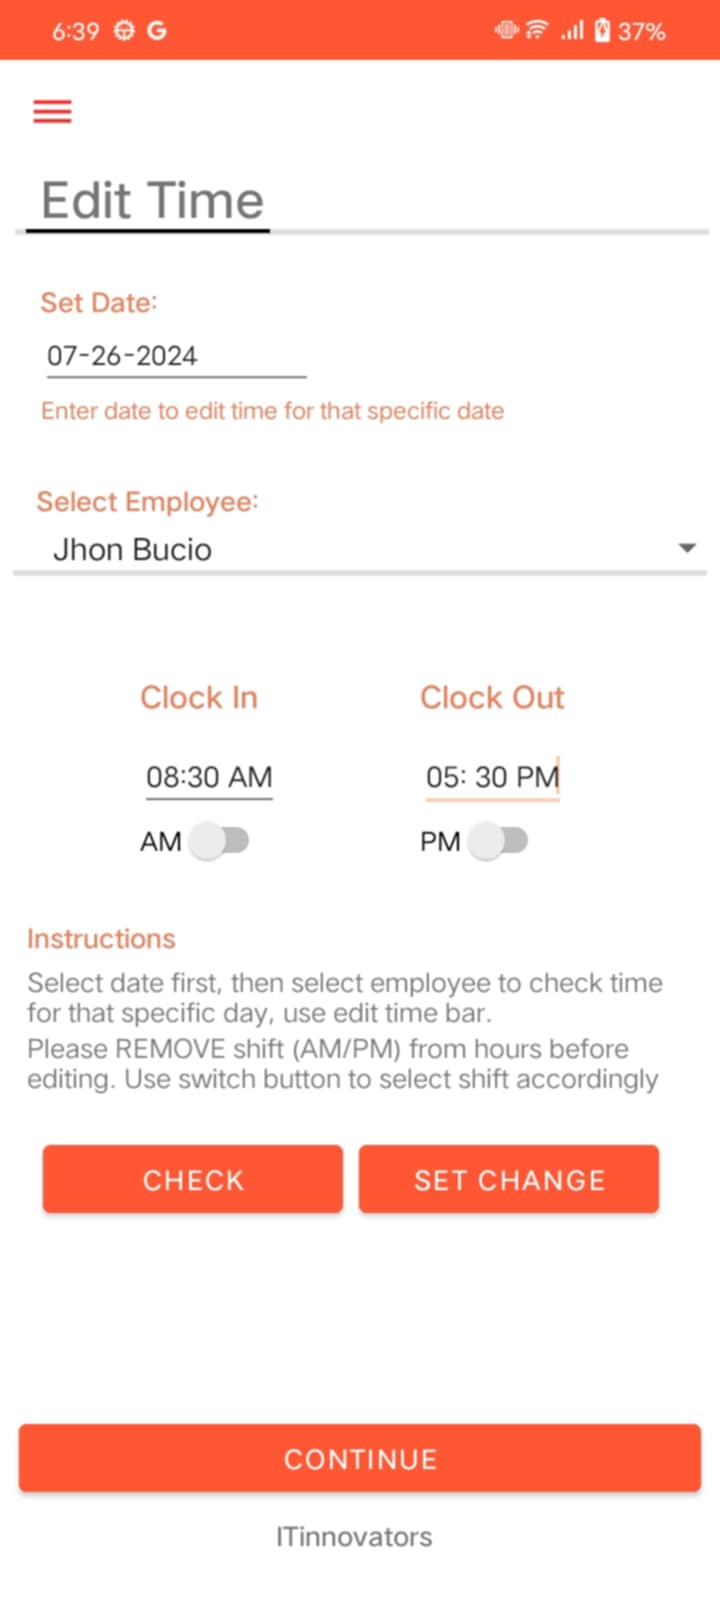 6:39 G 37%
Edit Time
Set Date:
07-26-2024
Enter date to edit time for that specific date
Select Employee:
Jhon Bucio
Clock In Clock Out
08:30 AM 05: 30 PM
AM PM
Instructions
Select date first, then select employee to check time
for that specific day, use edit time bar.
Please REMOVE shift (AM/PM) from hours before
editing. Use switch button to select shift accordingly
CHECK SET CHANGE
CONTINUE
ITinnovators